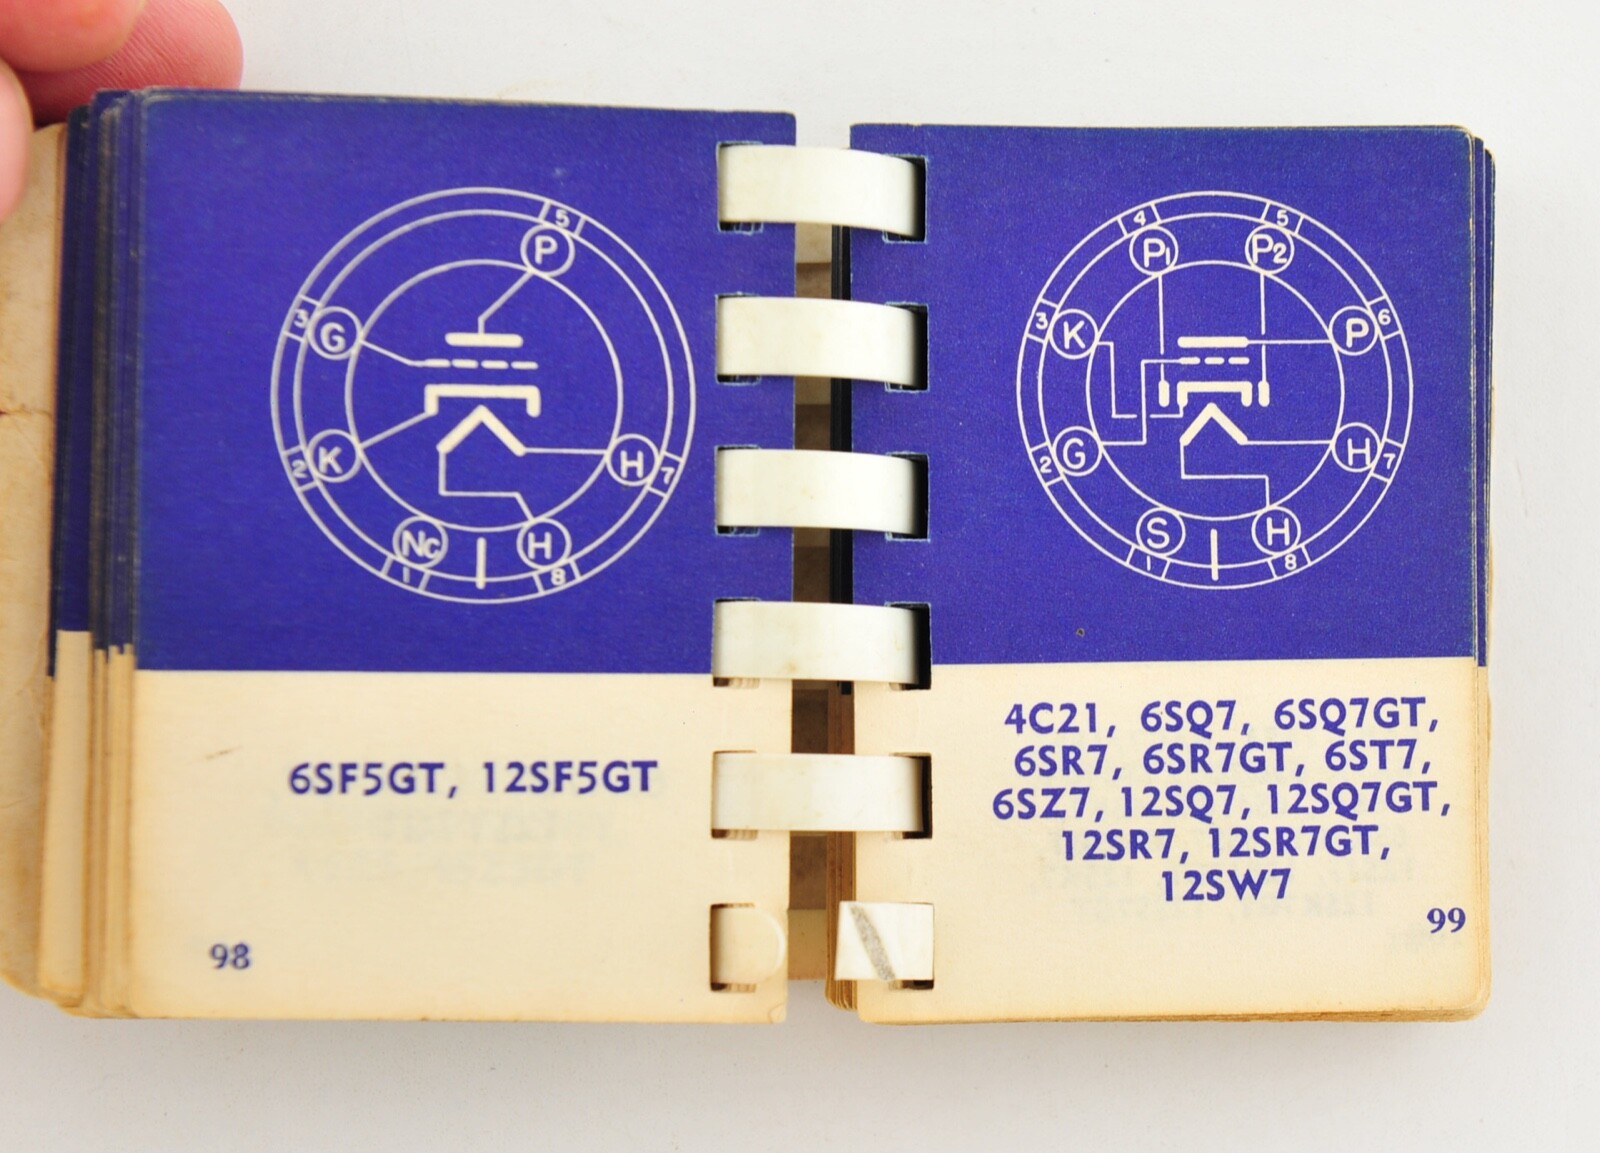 5
P
3
G
2
K
H
7
Nc
H
1
8
6SF5GT, 12SF5GT
98
4
5
P1
P2
3
K
P
6
2
G
H
7
S
H
1
8
4C21, 6SQ7, 6SQ7GT,
6SR7, 6SR7GT, 6ST7,
6SZ7, 12SQ7, 12SQ7GT,
12SR7, 12SR7GT,
12SW7
99